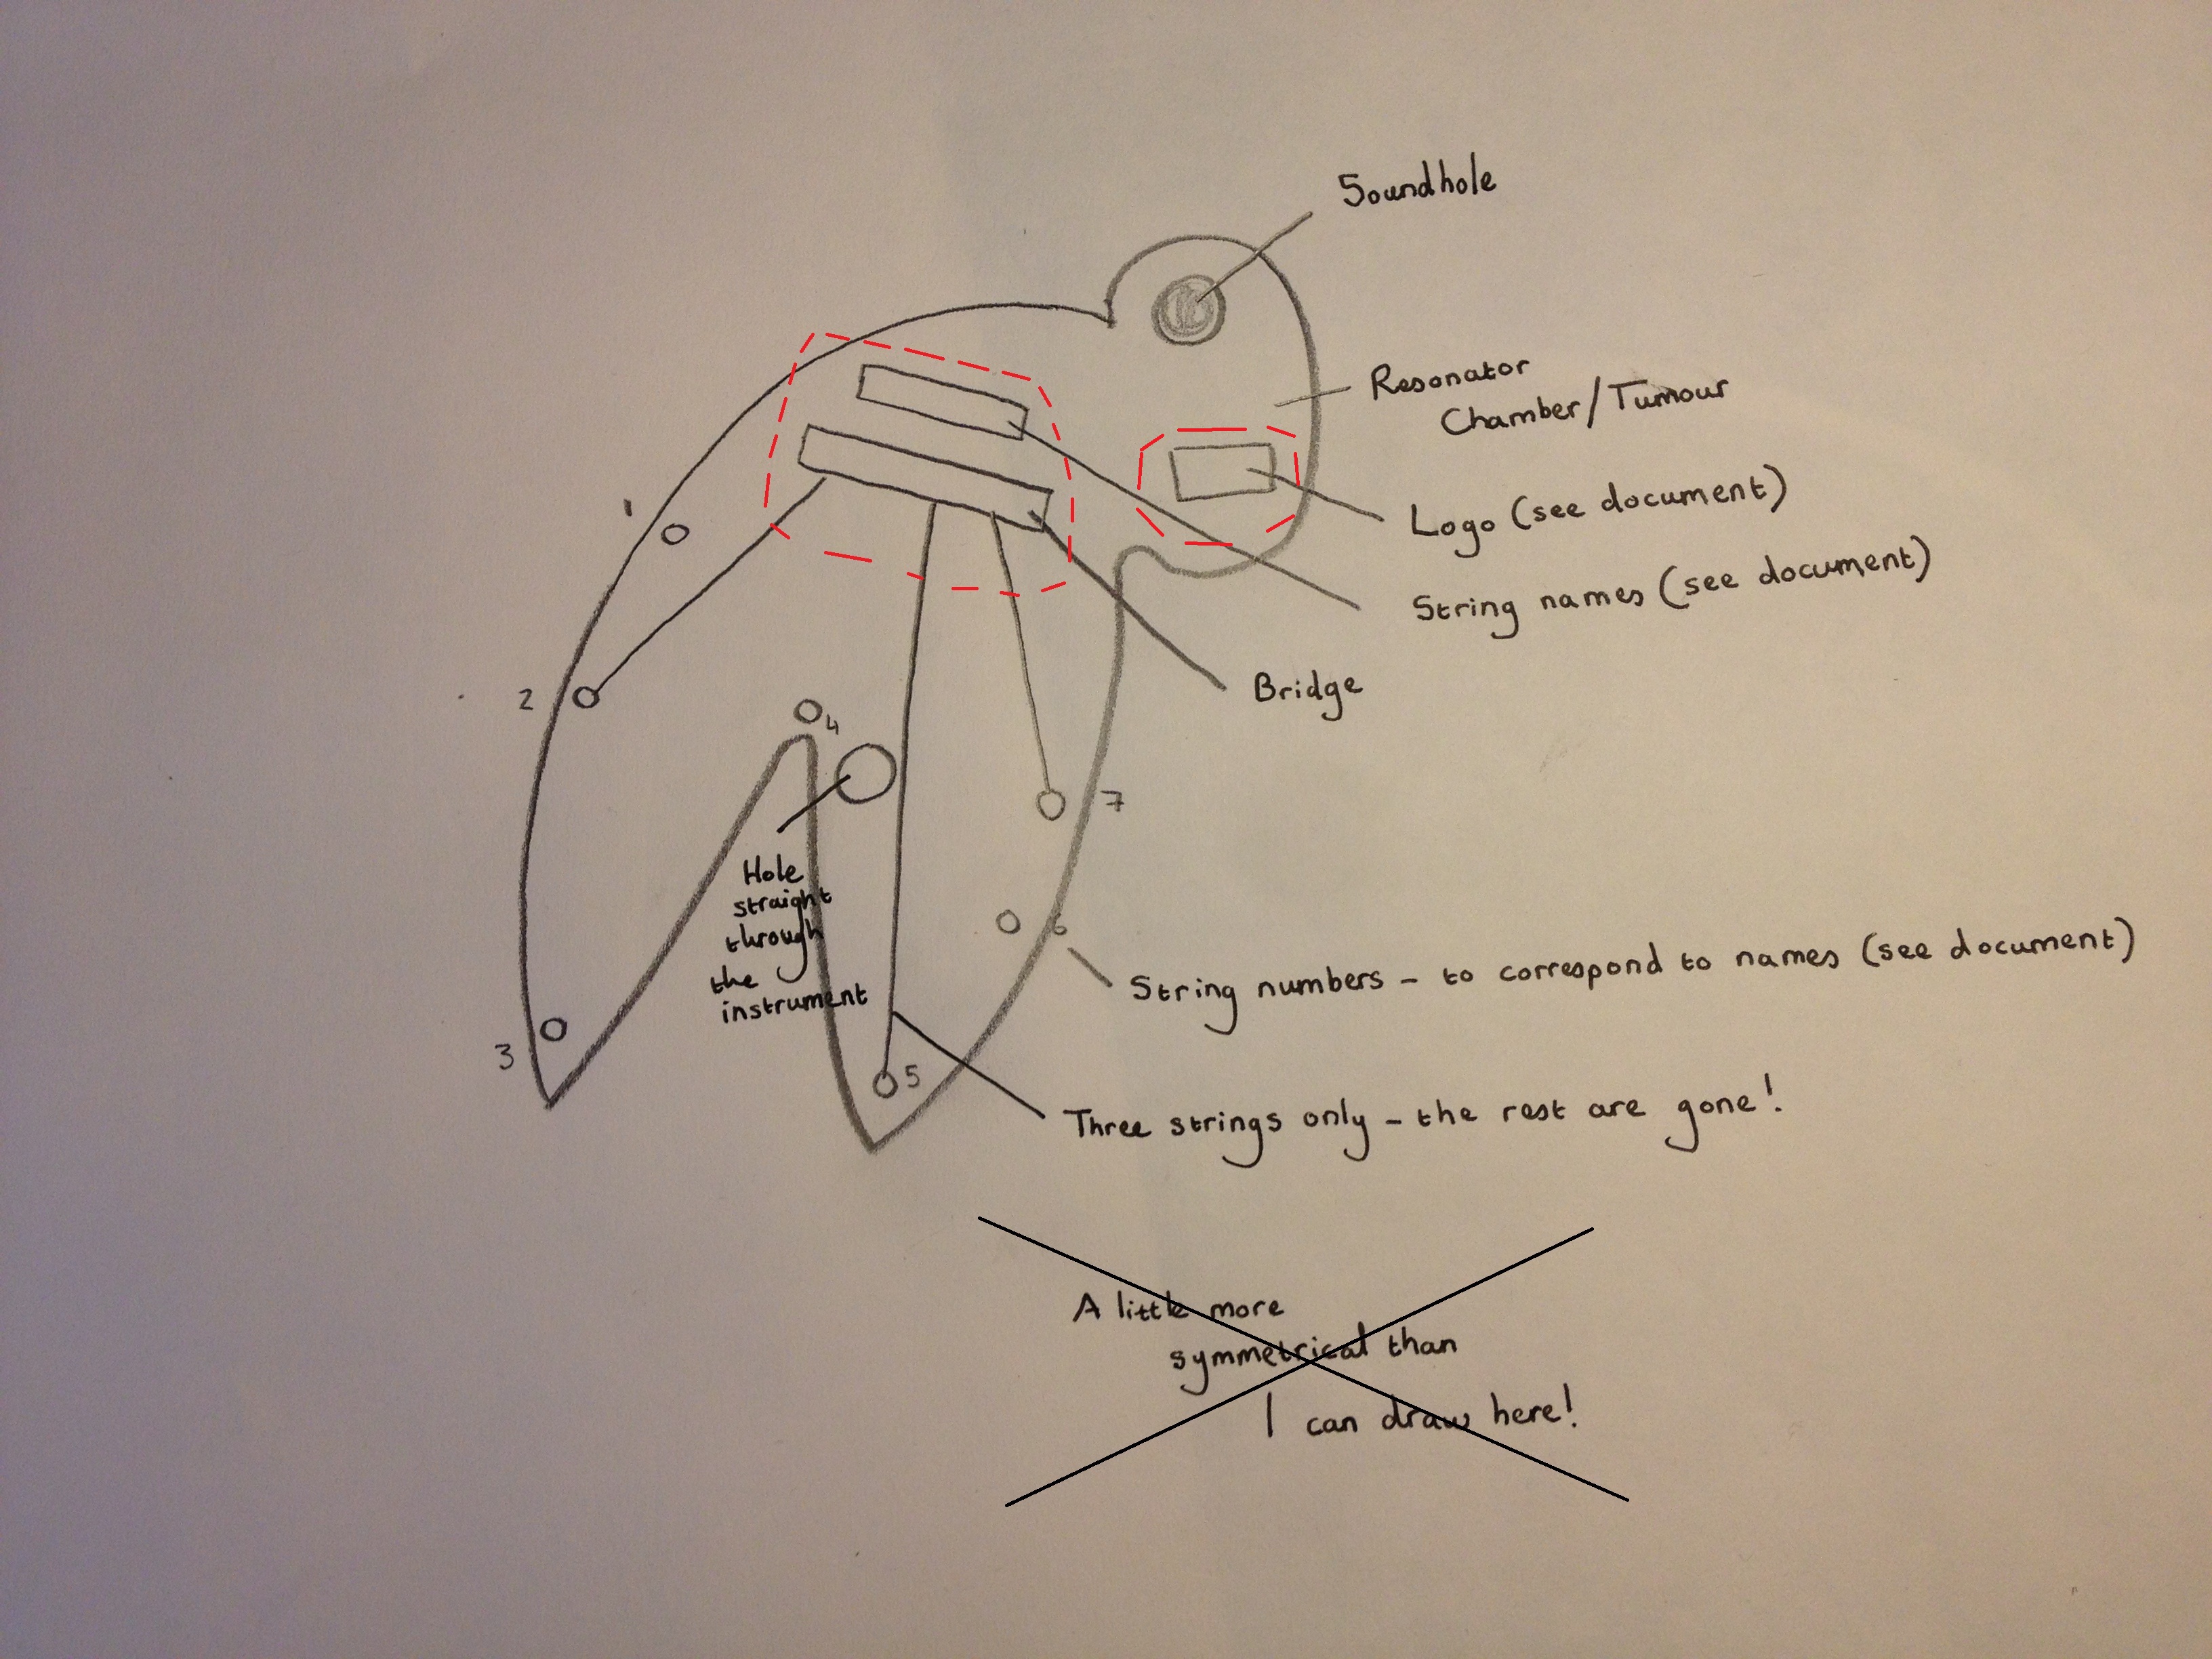 Soundhole
Resonator
Chamber/Tumour
Logo (see document)
String names (see document)
Bridge
1
2
4
7
Hole
straight
through
the
instrument
6
String numbers - to correspond to names (see document)
3
5
Three strings only - the rest are gone!
A little more
symmetrical than
I can draw here!